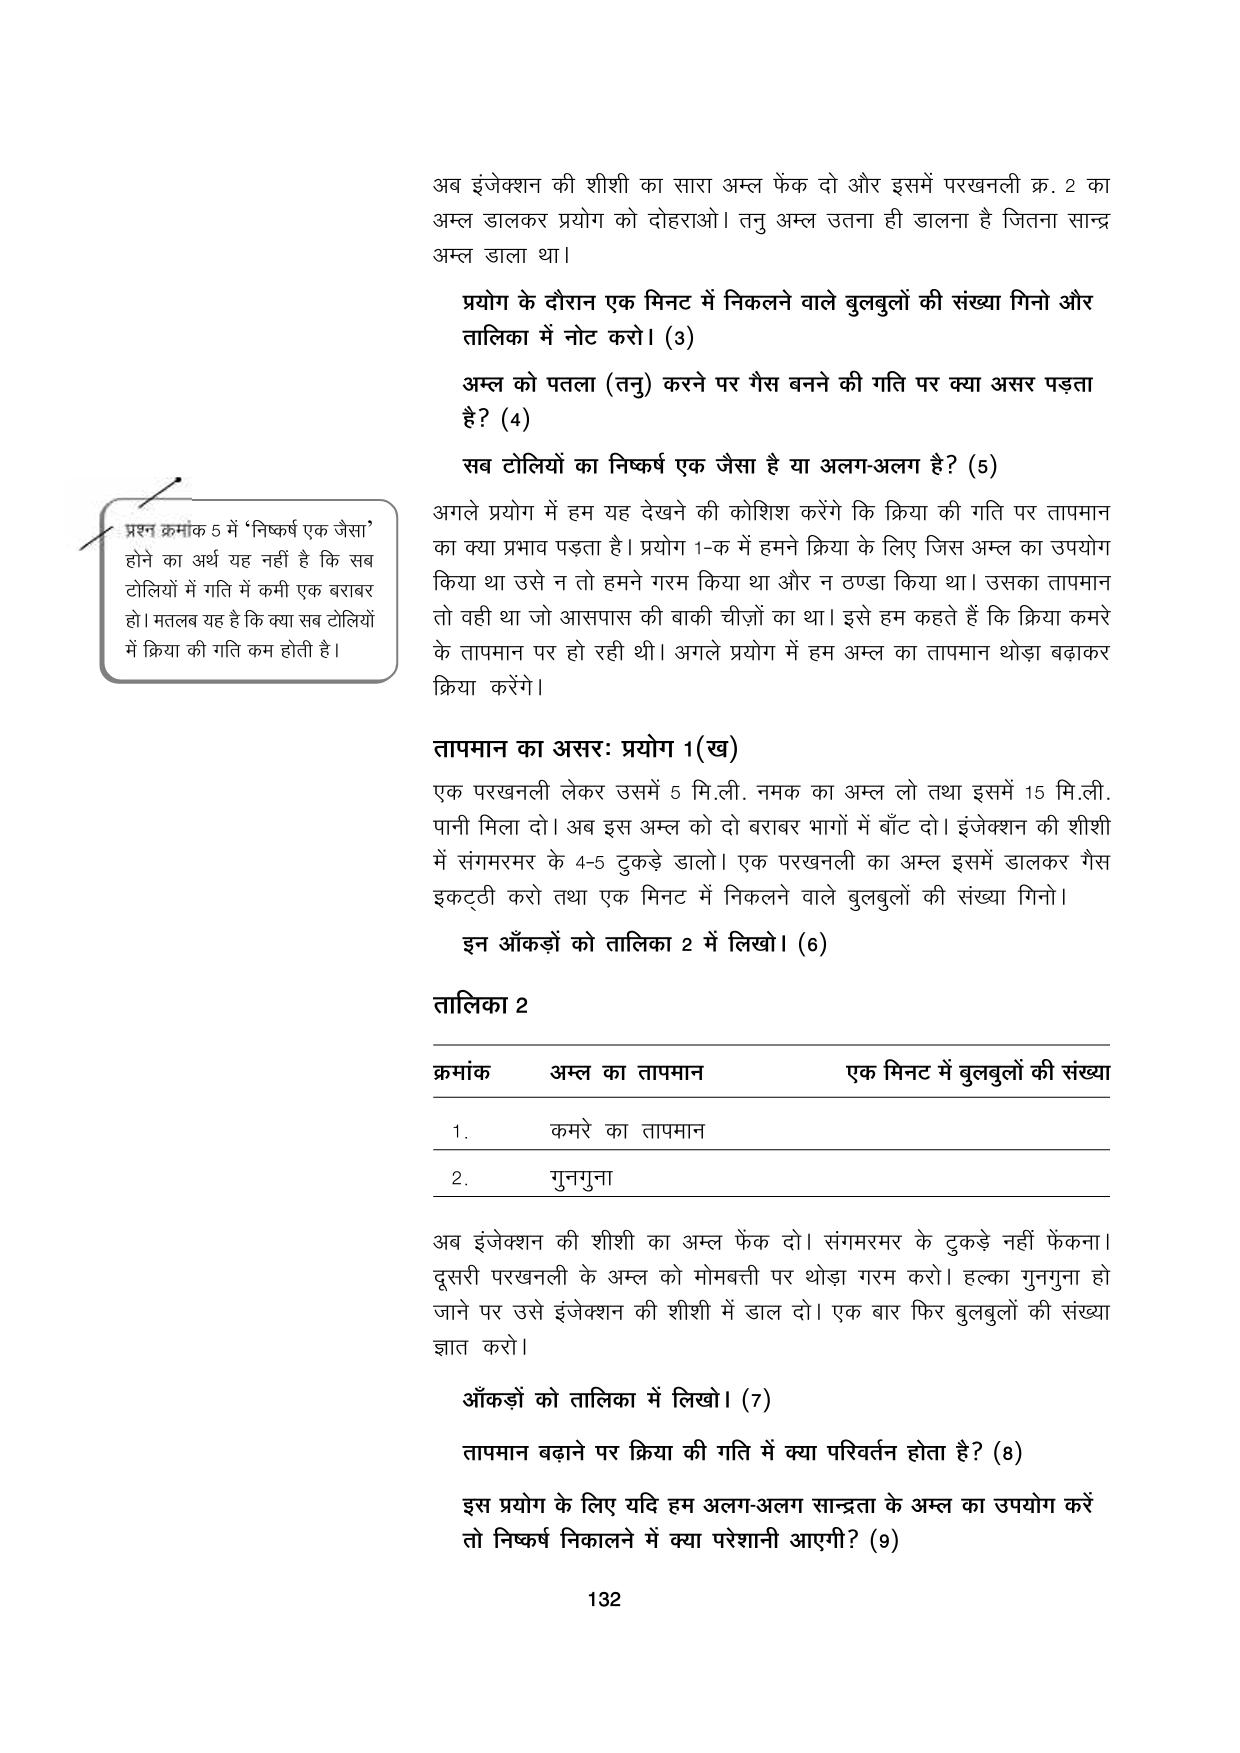 अब इंजेक्शन की शीशी का सारा अम्ल फेंक दो और इसमें परखनली क्र. 2 का
अम्ल डालकर प्रयोग को दोहराओ। तनु अम्ल उतना ही डालना है जितना सान्द्र
अम्ल डाला था।
प्रयोग के दौरान एक मिनट में निकलने वाले बुलबुलों की संख्या गिनो और
तालिका में नोट करो। (3)
अम्ल को पतला (तनु) करने पर गैस बनने की गति पर क्या असर पड़ता
है? (4)
सब टोलियों का निष्कर्ष एक जैसा है या अलग-अलग है? (5)
प्रश्न क्रमांक 5 में ‘निष्कर्ष एक जैसा’
होने का अर्थ यह नहीं है कि सब
टोलियों में गति में कमी एक बराबर
हो। मतलब यह है कि क्या सब टोलियों
में क्रिया की गति कम होती है।
अगले प्रयोग में हम यह देखने की कोशिश करेंगे कि क्रिया की गति पर तापमान
का क्या प्रभाव पड़ता है। प्रयोग 1-क में हमने क्रिया के लिए जिस अम्ल का उपयोग
किया था उसे न तो हमने गरम किया था और न ठण्डा किया था। उसका तापमान
तो वही था जो आसपास की बाकी चीज़ों का था। इसे हम कहते हैं कि क्रिया कमरे
के तापमान पर हो रही थी। अगले प्रयोग में हम अम्ल का तापमान थोड़ा बढ़ाकर
क्रिया करेंगे।
तापमान का असर: प्रयोग 1(ख)
एक परखनली लेकर उसमें 5 मि.ली. नमक का अम्ल लो तथा इसमें 15 मि.ली.
पानी मिला दो। अब इस अम्ल को दो बराबर भागों में बाँट दो। इंजेक्शन की शीशी
में संगमरमर के 4-5 टुकड़े डालो। एक परखनली का अम्ल इसमें डालकर गैस
इकट्ठी करो तथा एक मिनट में निकलने वाले बुलबुलों की संख्या गिनो।
इन आँकड़ों को तालिका 2 में लिखो। (6)
तालिका 2
क्रमांक अम्ल का तापमान एक मिनट में बुलबुलों की संख्या
1. कमरे का तापमान
2. गुनगुना
अब इंजेक्शन की शीशी का अम्ल फेंक दो। संगमरमर के टुकड़े नहीं फेंकना।
दूसरी परखनली के अम्ल को मोमबत्ती पर थोड़ा गरम करो। हल्का गुनगुना हो
जाने पर उसे इंजेक्शन की शीशी में डाल दो। एक बार फिर बुलबुलों की संख्या
ज्ञात करो।
आँकड़ों को तालिका में लिखो। (7)
तापमान बढ़ाने पर क्रिया की गति में क्या परिवर्तन होता है? (8)
इस प्रयोग के लिए यदि हम अलग-अलग सान्द्रता के अम्ल का उपयोग करें
तो निष्कर्ष निकालने में क्या परेशानी आएगी? (9)
132